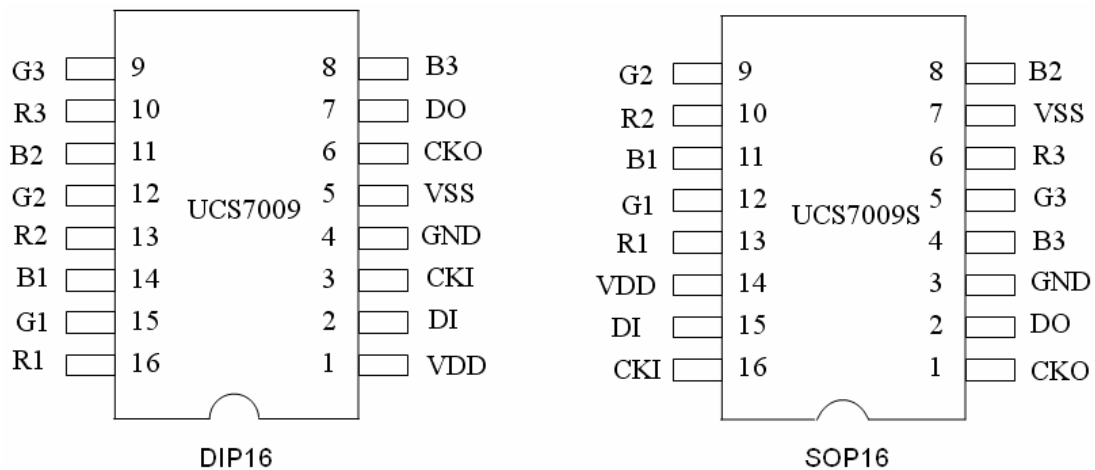 G3 9 8 B3
R3 10 7 DO
B2 11 6 CKO
G2 12 5 VSS
UCS7009
R2 13 4 GND
B1 14 3 CKI
G1 15 2 DI
R1 16 1 VDD
DIP16
G2 9 8 B2
R2 10 7 VSS
B1 11 6 R3
G1 12 5 G3
UCS7009S
R1 13 4 B3
VDD 14 3 GND
DI 15 2 DO
CKI 16 1 CKO
SOP16